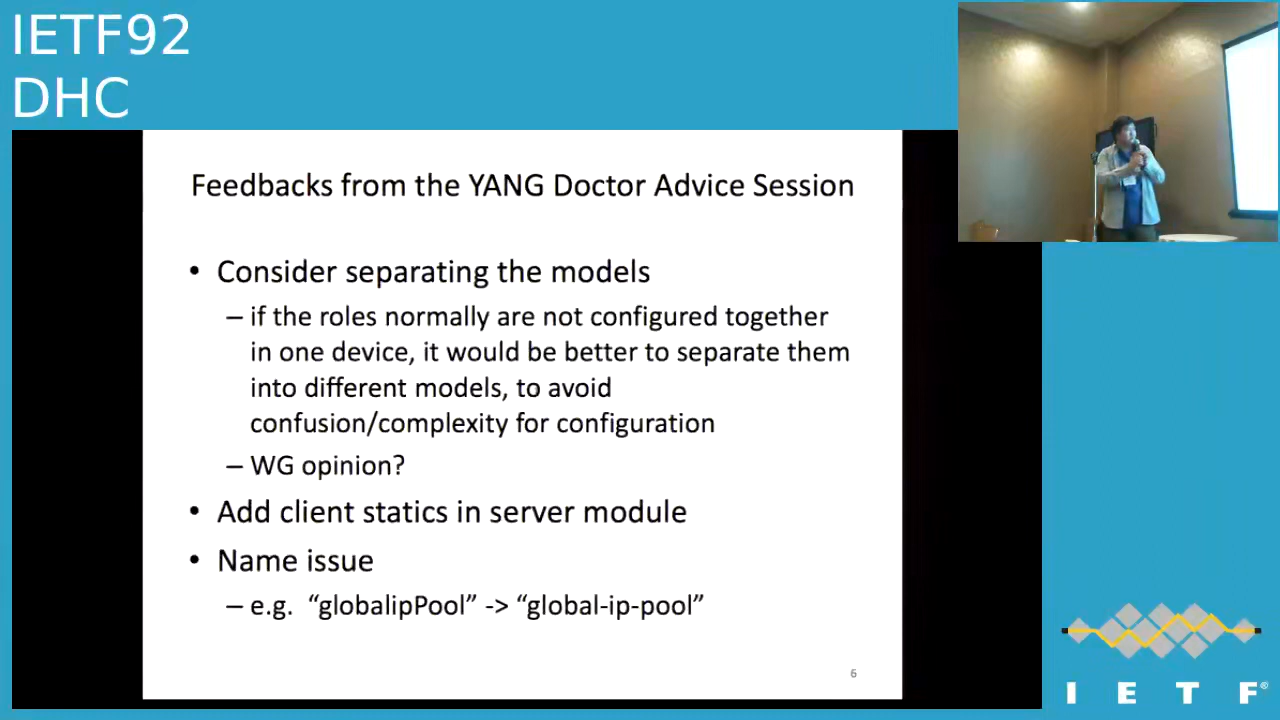 IETF92
DHC
Feedbacks from the YANG Doctor Advice Session
• Consider separating the models
– if the roles normally are not configured together
in one device, it would be better to separate them
into different models, to avoid
confusion/complexity for configuration
– WG opinion?
• Add client statics in server module
• Name issue
– e.g. “globalipPool” -> “global-ip-pool”
6
I E T F®